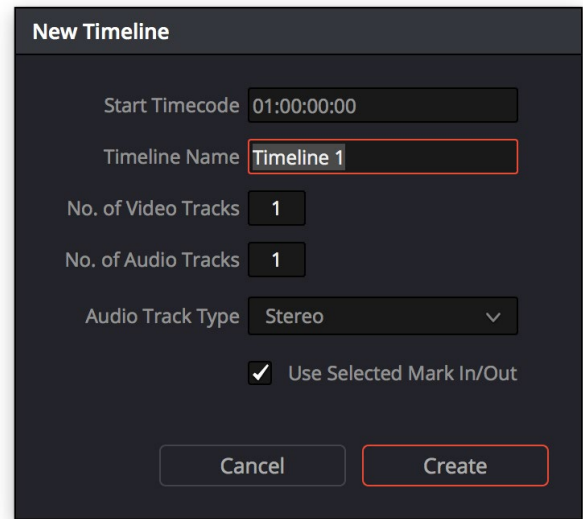 New Timeline
Start Timecode 01:00:00:00
Timeline Name Timeline 1
No. of Video Tracks 1
No. of Audio Tracks 1
Audio Track Type Stereo
Use Selected Mark In/Out
Cancel Create